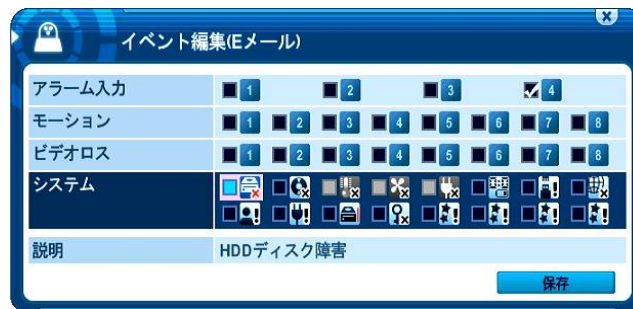 イベント編集(Eメール)
アラーム入力 1 2 3 4
モーション 1 2 3 4 5 6 7 8
ビデオロス 1 2 3 4 5 6 7 8
システム
説明 HDDディスク障害
保存